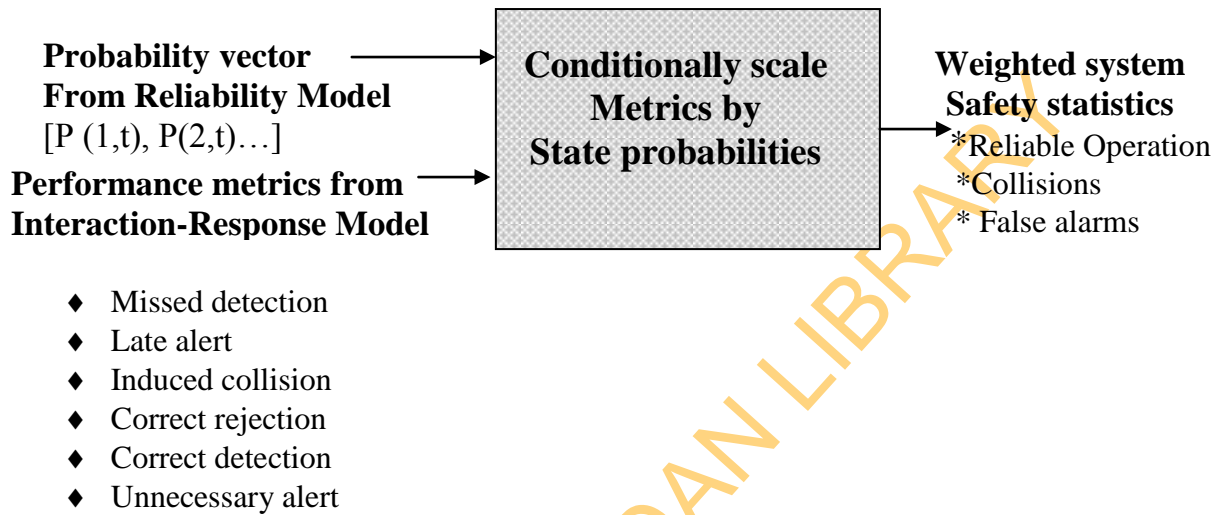 Probability vector
From Reliability Model
[P (1,t), P(2,t)…]
Performance metrics from
Interaction-Response Model
♦ Missed detection
♦ Late alert
♦ Induced collision
♦ Correct rejection
♦ Correct detection
♦ Unnecessary alert
Conditionally scale
Metrics by
State probabilities
Weighted system
Safety statistics
*Reliable Operation
*Collisions
* False alarms
DAN LIBRARY